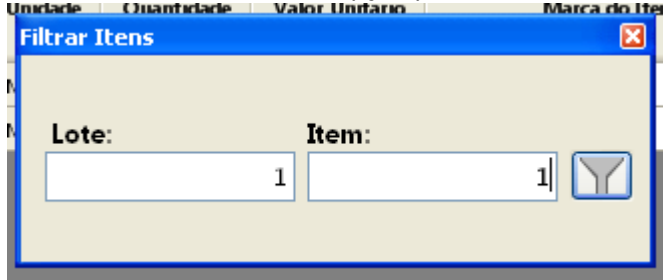 Unidade Quantidade Valor Unitário Marca do Ite
Filtrar Itens
Lote: Item:
1 1